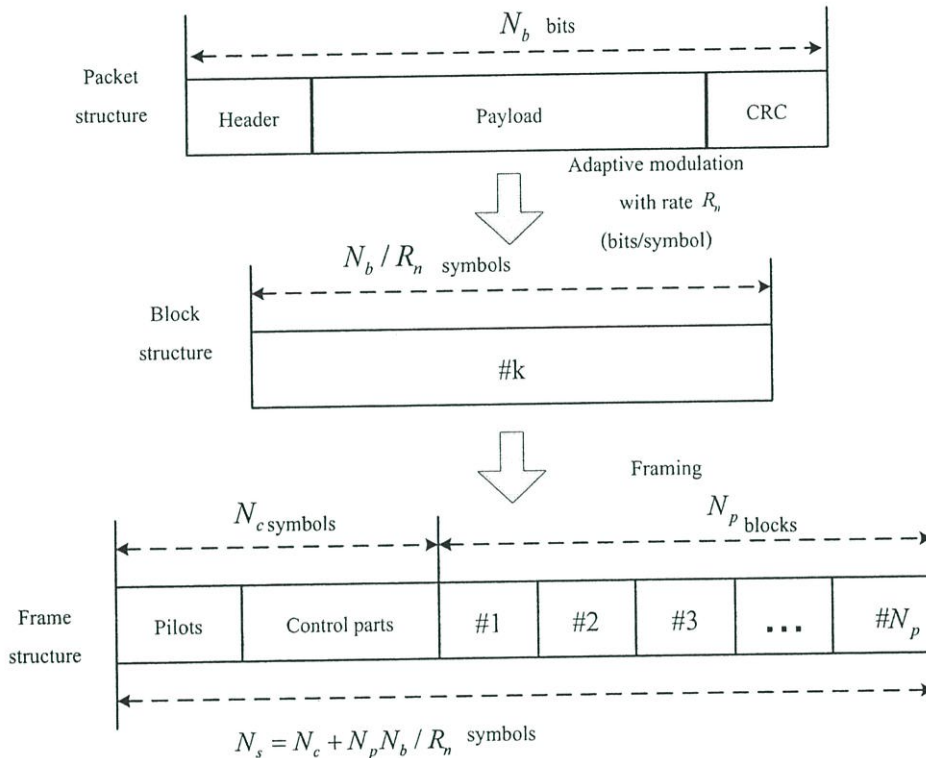 N_b bits
Packet
structure
Header
Payload
CRC
Adaptive modulation
with rate R_n
(bits/symbol)
N_b / R_n symbols
Block
structure
#k
Framing
N_c symbols
N_p blocks
Frame
structure
Pilots
Control parts
#1
#2
#3
...
#N_p
N_s = N_c + N_p N_b / R_n symbols